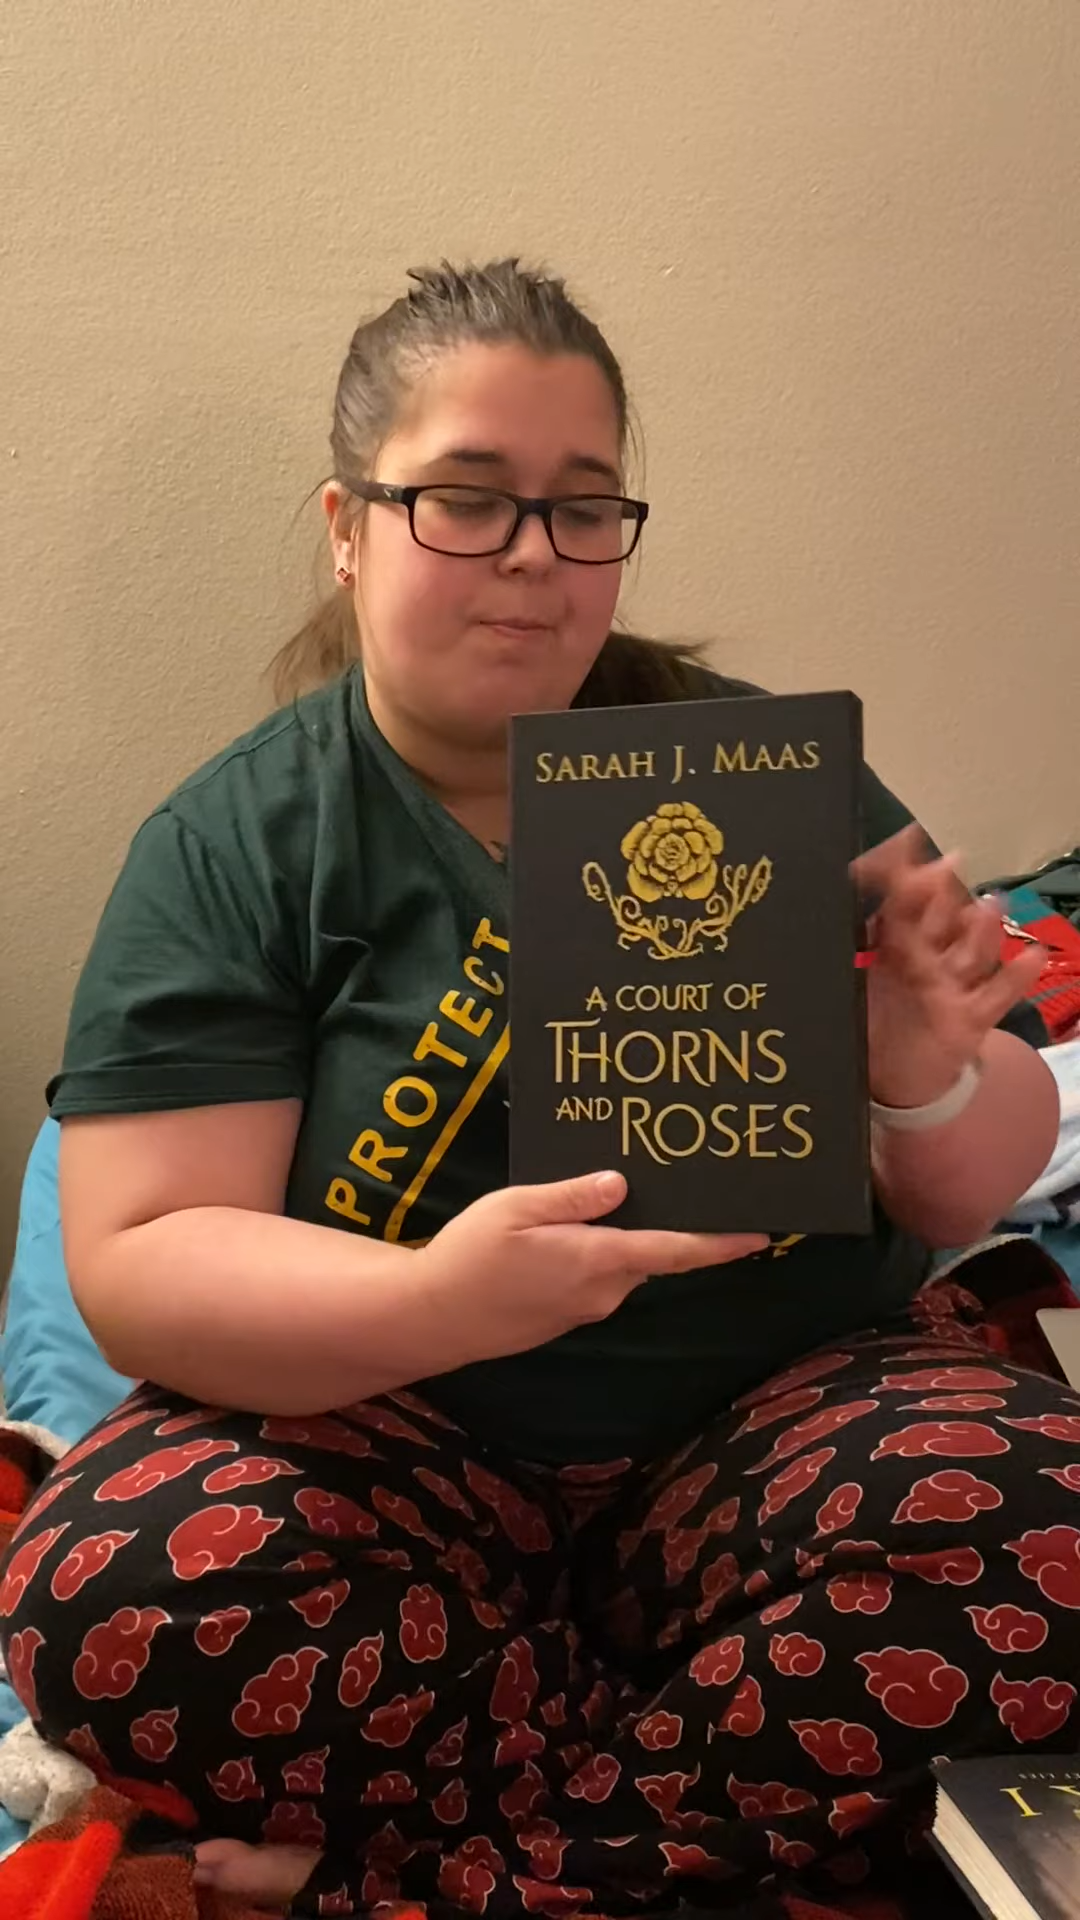 SARAH J. MAAS
A COURT OF
THORNS
AND ROSES
PROTECT